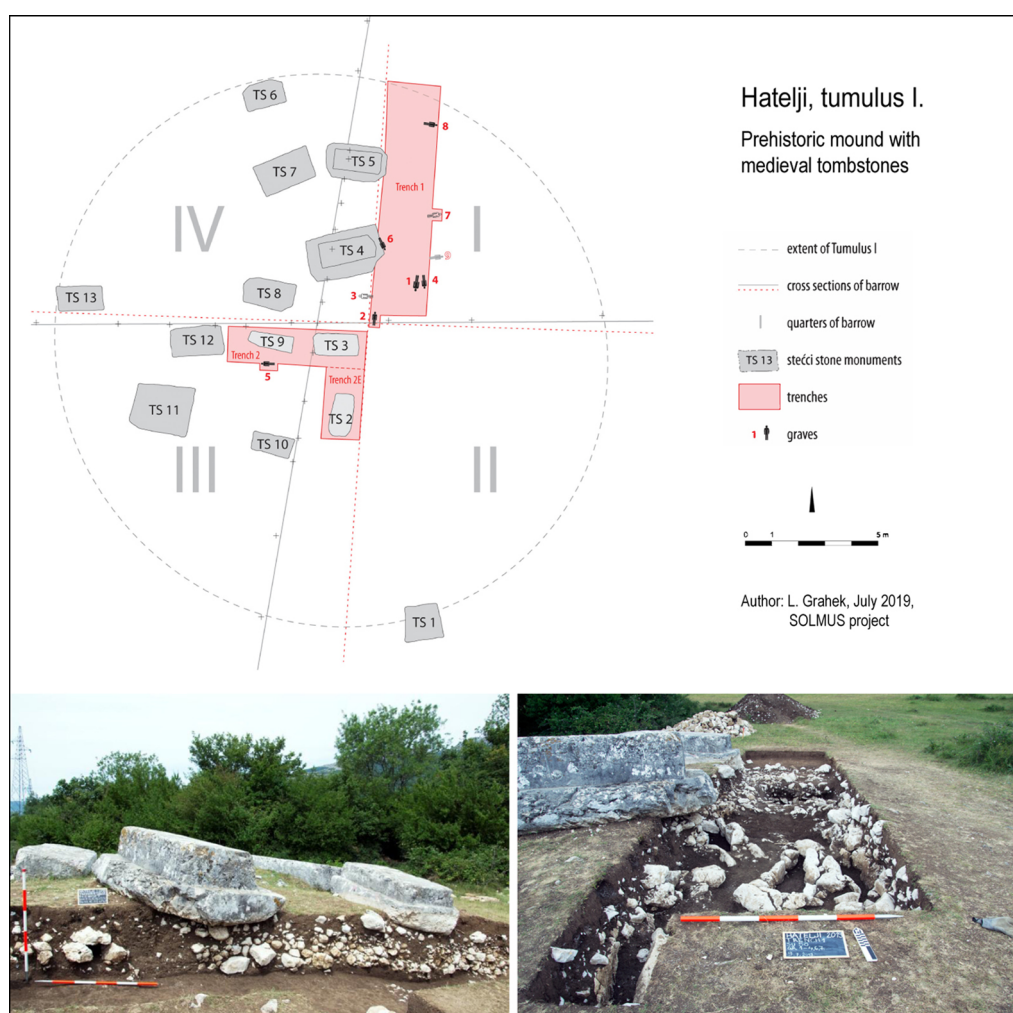 Hatelji, tumulus I.
Prehistoric mound with
medieval tombstones
TS 6
8
TS 5
TS 7
Trench 1
IV
7
I
6
TS 4
1
4
TS 8
3
TS 13
2
TS 12
TS 9
TS 3
Trench 2
5
Trench 2E
TS 11
TS 2
TS 10
III
II
TS 1
extent of Tumulus I
cross sections of barrow
I
quarters of barrow
TS 13
stećci stone monuments
trenches
1
graves
0
1
5 m
Author: L. Grahek, July 2019,
SOLMUS project